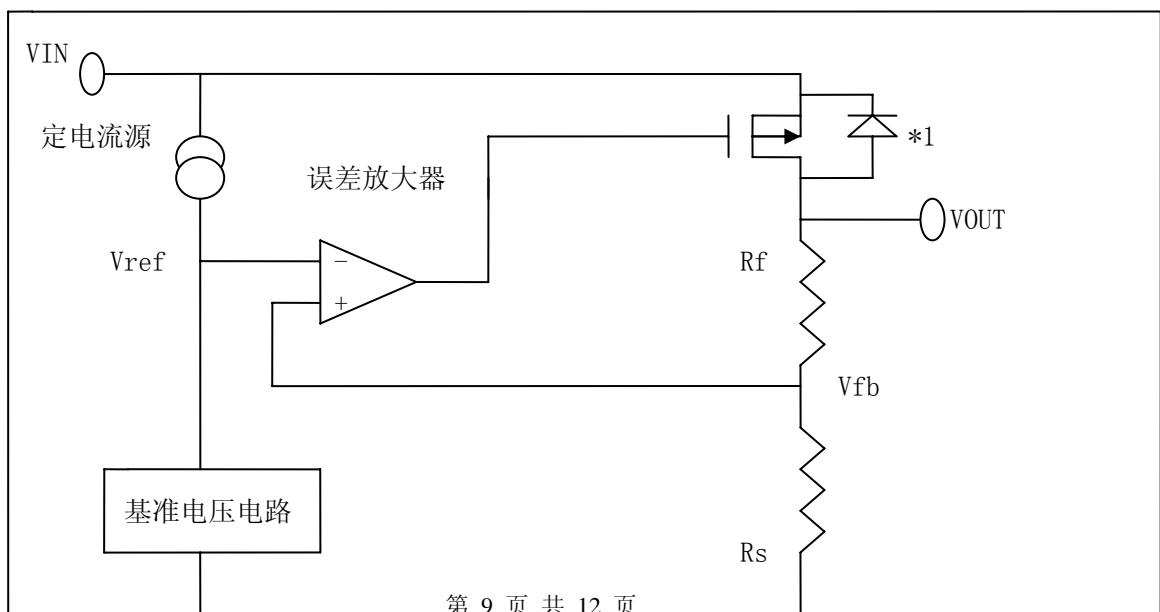 VIN
定电流源
*1
误差放大器
VOUT
Vref
Rf
−
+
Vfb
基准电压电路
Rs
第 9 页 共 12 页